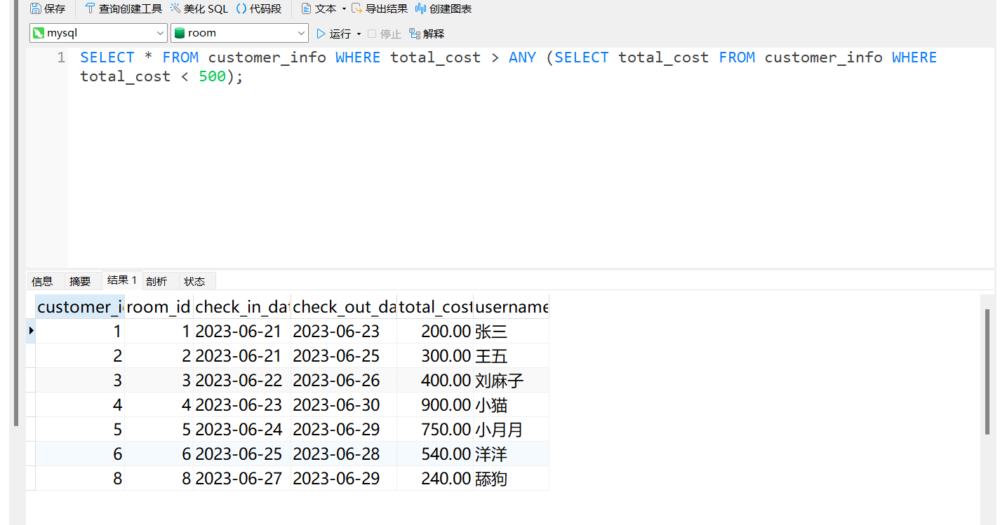 保存 查询创建工具 美化 SQL () 代码段 文本 导出结果 创建图表
mysql room 运行 停止 解释
1 SELECT * FROM customer_info WHERE total_cost > ANY (SELECT total_cost FROM customer_info WHERE
total_cost < 500);
信息 摘要 结果 1 剖析 状态
customer_i room_id check_in_dat check_out_da total_cost username
1 1 2023-06-21 2023-06-23 200.00 张三
2 2 2023-06-21 2023-06-25 300.00 王五
3 3 2023-06-22 2023-06-26 400.00 刘麻子
4 4 2023-06-23 2023-06-30 900.00 小猫
5 5 2023-06-24 2023-06-29 750.00 小月月
6 6 2023-06-25 2023-06-28 540.00 洋洋
8 8 2023-06-27 2023-06-29 240.00 舔狗